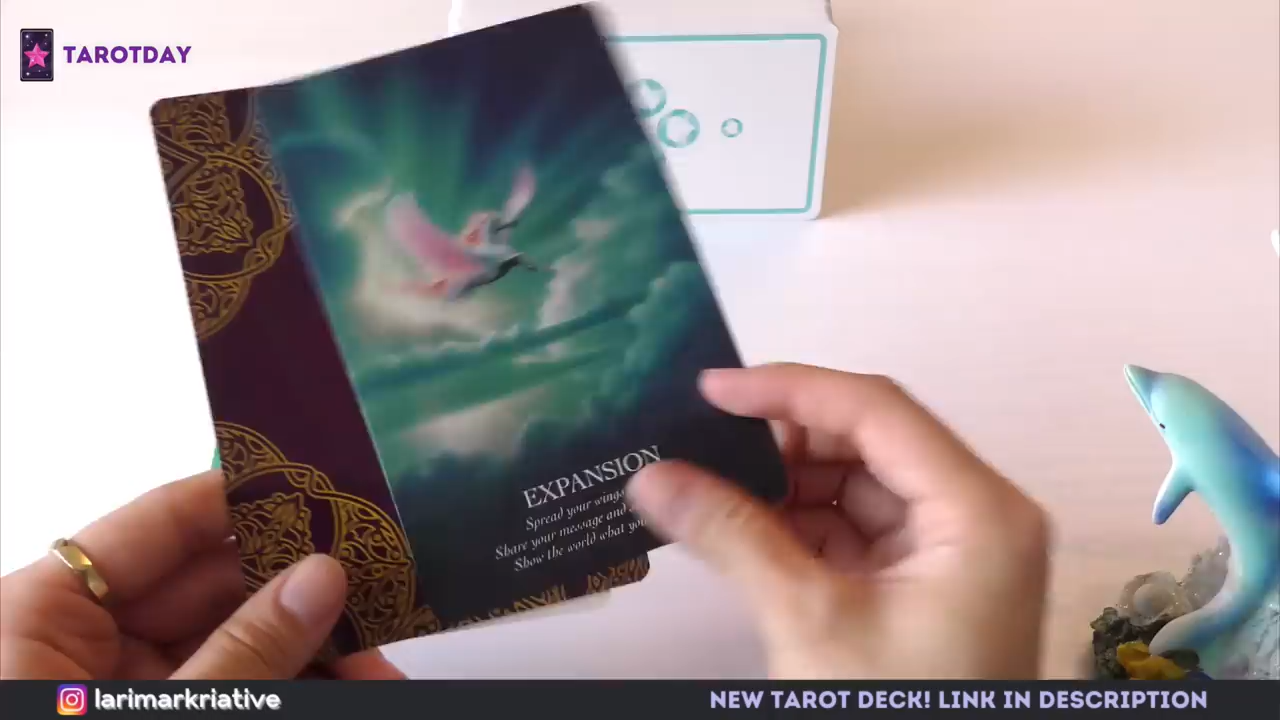 TAROTDAY
EXPANSION
Spread your wings
Share your message and
Show the world what
larimarkriative
NEW TAROT DECK! LINK IN DESCRIPTION